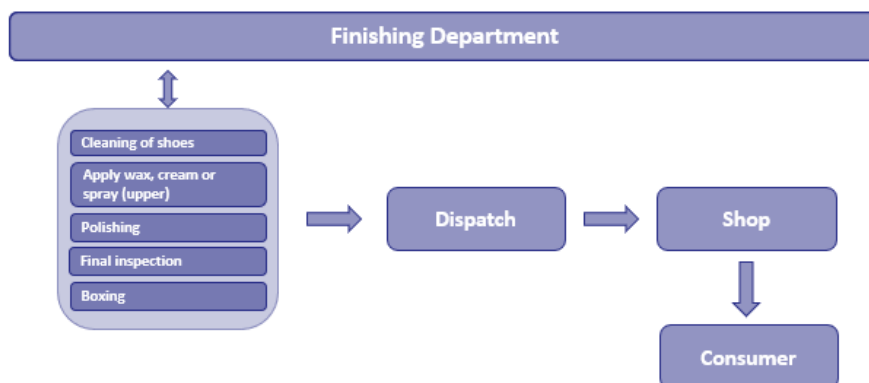 Finishing Department
Cleaning of shoes
Apply wax, cream or
spray (upper)
Polishing
Final inspection
Boxing
Dispatch
Shop
Consumer